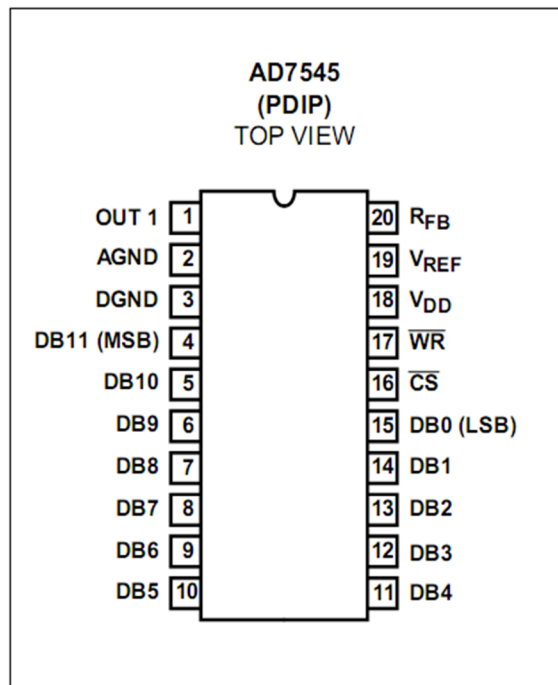 AD7545
(PDIP)
TOP VIEW
OUT 1 1 20 RFB
AGND 2 19 VREF
DGND 3 18 VDD
DB11 (MSB) 4 17 W̅R̅
DB10 5 16 C̅S̅
DB9 6 15 DB0 (LSB)
DB8 7 14 DB1
DB7 8 13 DB2
DB6 9 12 DB3
DB5 10 11 DB4